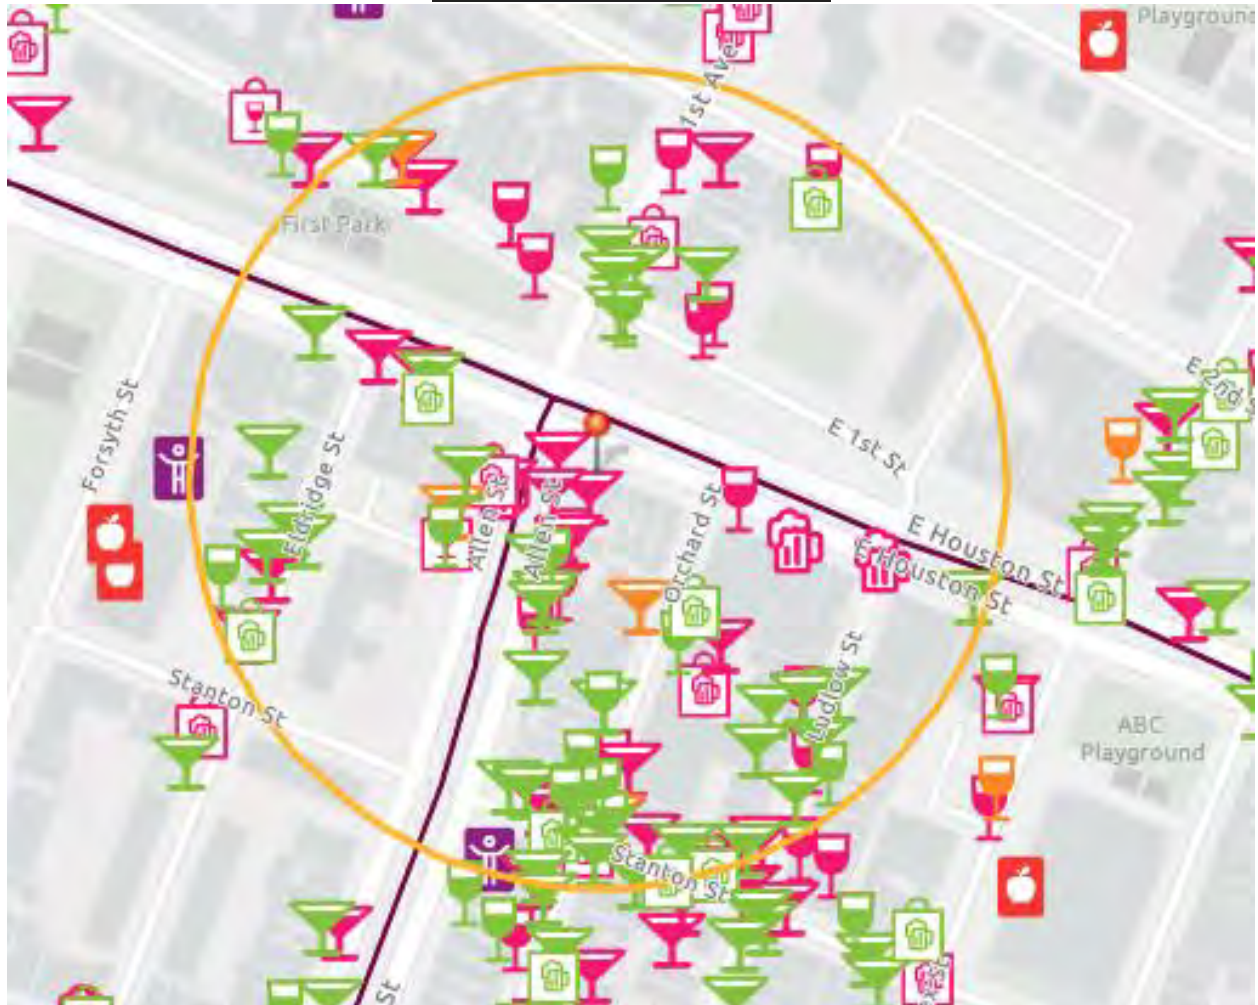 Playground
1st Ave
First Park
Forsyth St
E 2nd
Eldridge St
E 1st St
Allen St
Allen St
Orchard St
E Houston St
E Houston St
Ludlow St
Stanton St
ABC
Playground
Stanton St
St
St